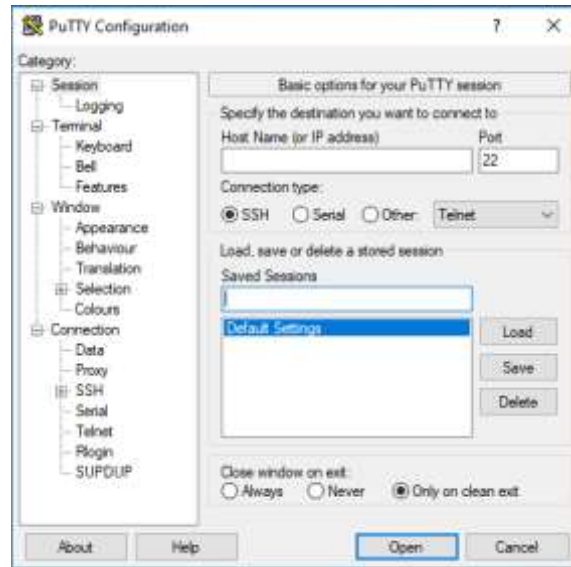 PuTTY Configuration
?
Category:
Session
Logging
Terminal
Keyboard
Bell
Features
Window
Appearance
Behaviour
Translation
Selection
Colours
Connection
Data
Proxy
SSH
Serial
Telnet
Rlogin
SUPDUP
Basic options for your PuTTY session
Specify the destination you want to connect to
Host Name (or IP address) Port
22
Connection type:
SSH Serial Other: Telnet
Load, save or delete a stored session
Saved Sessions
Default Settings
Load
Save
Delete
Close window on exit:
Always Never Only on clean exit
About Help Open Cancel